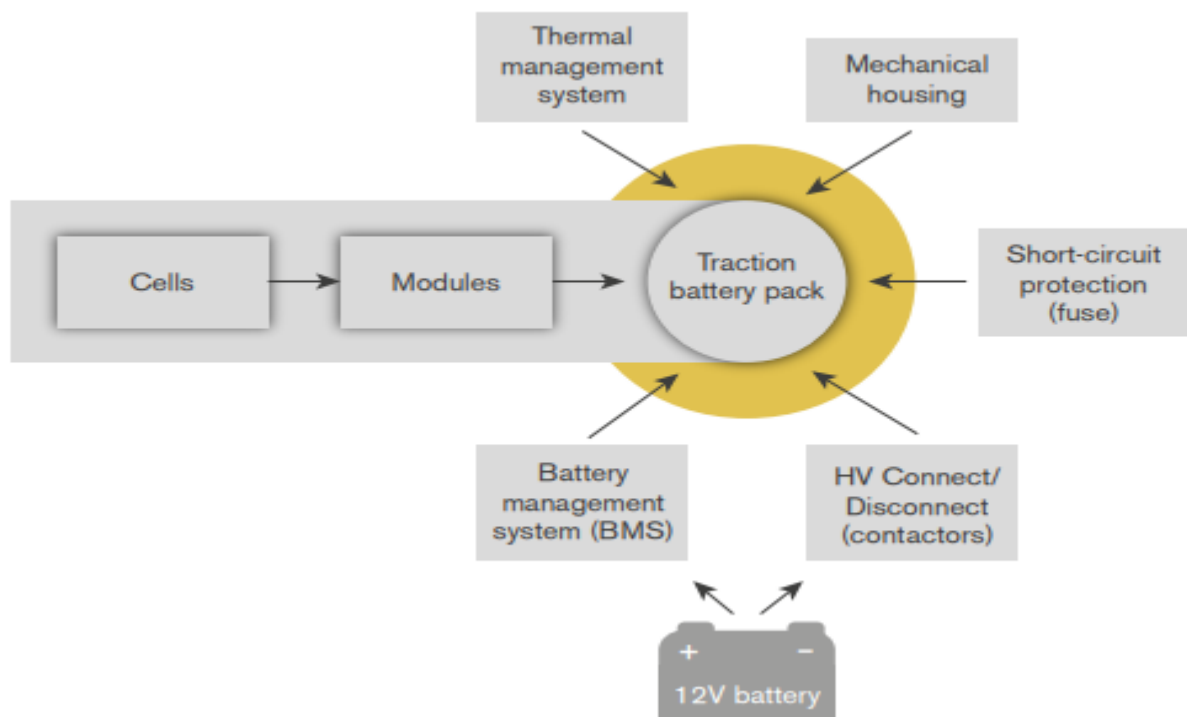 Thermal
management
system
Mechanical
housing
Cells
Modules
Traction
battery pack
Short-circuit
protection
(fuse)
Battery
management
system (BMS)
HV Connect/
Disconnect
(contactors)
+ −
12V battery